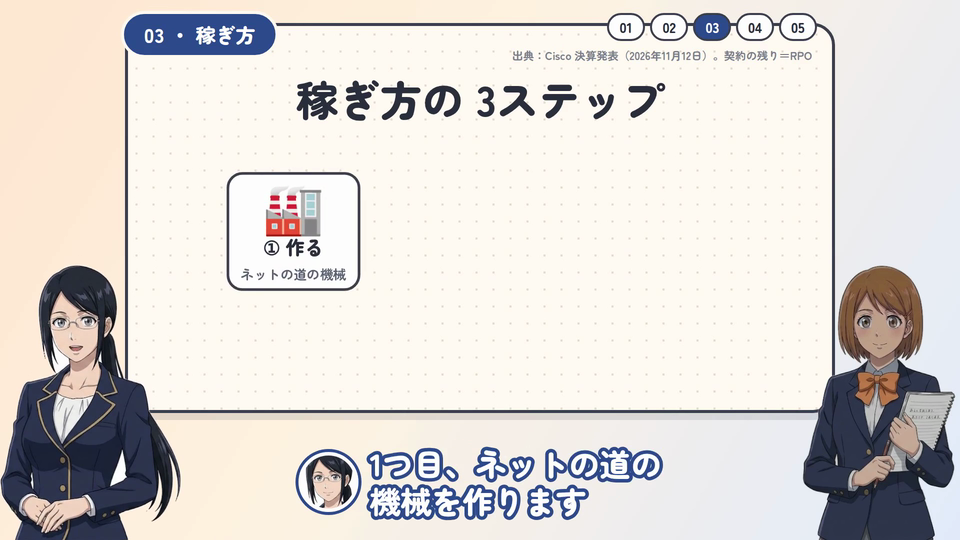 03 ・ 稼ぎ方
01 02 03 04 05
出典：Cisco 決算発表（2026年11月12日）。契約の残り＝RPO
稼ぎ方の 3ステップ
① 作る
ネットの道の機械
1つ目、ネットの道の
機械を作ります